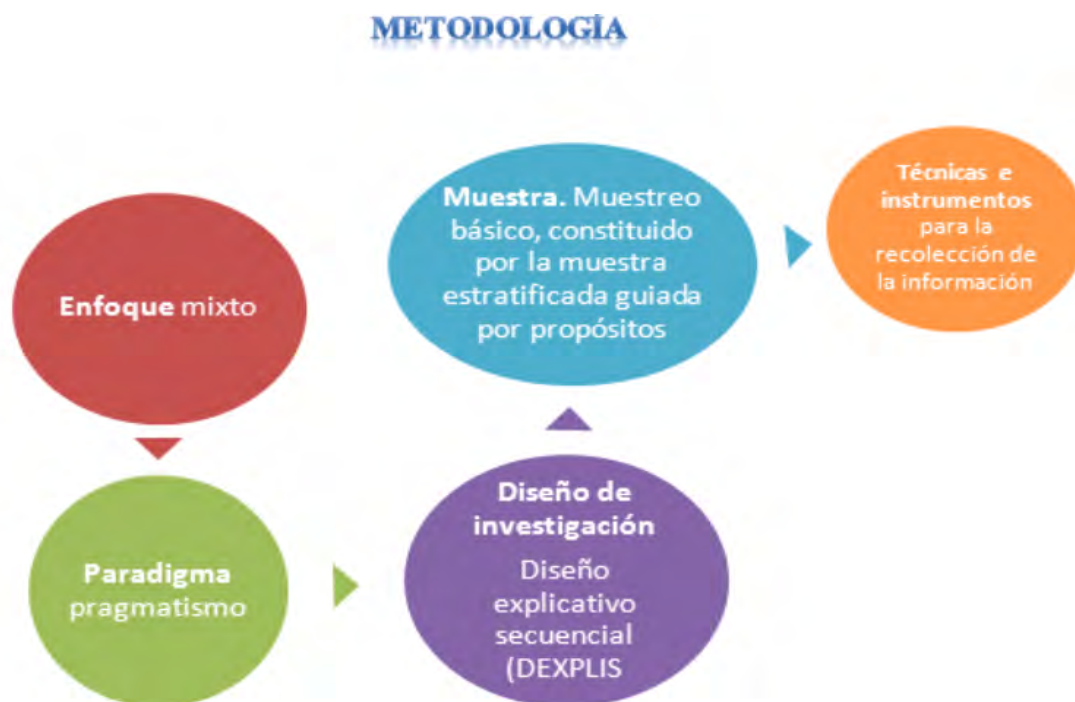 METODOLOGÍA
Enfoque mixto
Paradigma
pragmatismo
Diseño de
investigación
Diseño
explicativo
secuencial
(DEXPLIS
Muestra. Muestreo
básico, constituido
por la muestra
estratificada guiada
por propósitos
Técnicas e
instrumentos
para la
recolección de
la información